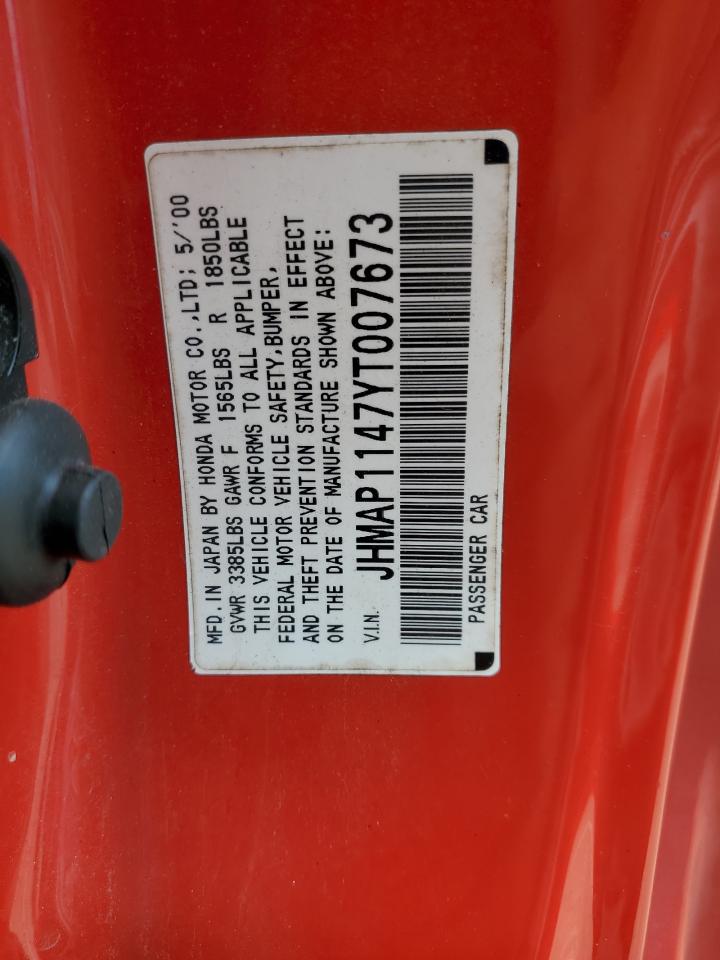 MFD. IN JAPAN BY HONDA MOTOR CO.,LTD; 5/'00
GVWR 3385LBS GAWR F 1565LBS R 1850LBS
THIS VEHICLE CONFORMS TO ALL APPLICABLE
FEDERAL MOTOR VEHICLE SAFETY,BUMPER,
AND THEFT PREVENTION STANDARDS IN EFFECT
ON THE DATE OF MANUFACTURE SHOWN ABOVE:
V.I.N. JHMAP1147YT007673
PASSENGER CAR